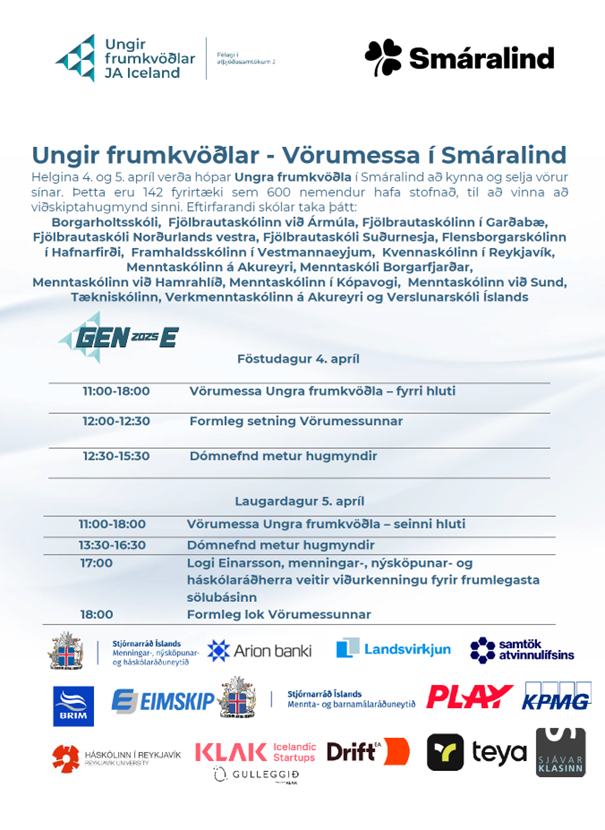 Ungir
frumkvöðlar
JA Iceland
Félagi í
alþjóðasamtökum J
Smáralind
Ungir frumkvöðlar - Vörumessa í Smáralind
Helgina 4. og 5. apríl verða hópar Ungra frumkvöðla í Smáralind að kynna og selja vörur
sínar. Þetta eru 142 fyrirtæki sem 600 nemendur hafa stofnað, til að vinna að
viðskiptahugmynd sinni. Eftirfarandi skólar taka þátt:
Borgarholtsskóli, Fjölbrautaskólinn við Ármúla, Fjölbrautaskólinn í Garðabæ,
Fjölbrautaskóli Norðurlands vestra, Fjölbrautaskóli Suðurnesja, Flensborgarskólinn
í Hafnarfirði, Framhaldsskólinn í Vestmannaeyjum, Kvennaskólinn í Reykjavík,
Menntaskólinn á Akureyri, Menntaskóli Borgarfjarðar,
Menntaskólinn við Hamrahlíð, Menntaskólinn í Kópavogi, Menntaskólinn við Sund,
Tækniskólinn, Verkmenntaskólinn á Akureyri og Verslunarskóli Íslands
GEN 2025 E
Föstudagur 4. apríl
11:00-18:00 Vörumessa Ungra frumkvöðla – fyrri hluti
12:00-12:30 Formleg setning Vörumessunnar
12:30-15:30 Dómnefnd metur hugmyndir
Laugardagur 5. apríl
11:00-18:00 Vörumessa Ungra frumkvöðla – seinni hluti
13:30-16:30 Dómnefnd metur hugmyndir
17:00 Logi Einarsson, menningar-, nýsköpunar- og
háskólaráðherra veitir viðurkenningu fyrir frumlegasta
sölubásinn
18:00 Formleg lok Vörumessunnar
Stjórnarráð Íslands
Menningar-, nýsköpunar-
og háskólaráðuneytið
Arion banki
Landsvirkjun
samtök
atvinnulífsins
BRIM
EIMSKIP
Stjórnarráð Íslands
Mennta- og barnamálaráðuneytið
PLAY
KPMG
HÁSKÓLINN Í REYKJAVÍK
REYKJAVIK UNIVERSITY
KLAK Icelandic
Startups
GULLEGGIÐ
KLAK
Drift EA
teya
SJÁVAR
KLASINN